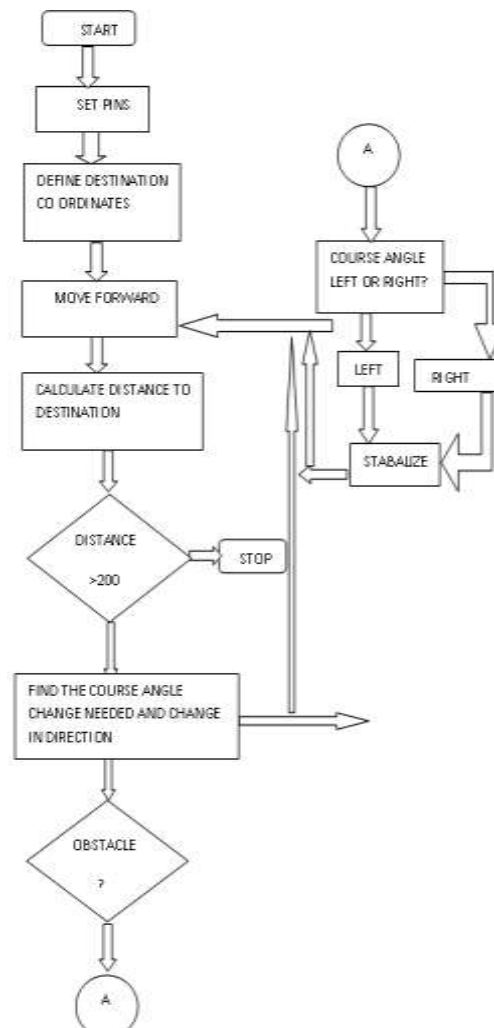 START
SET PINS
DEFINE DESTINATION
CO ORDINATES
MOVE FORWARD
CALCULATE DISTANCE TO
DESTINATION
DISTANCE
>200
STOP
FIND THE COURSE ANGLE
CHANGE NEEDED AND CHANGE
IN DIRECTION
OBSTACLE
?
A
A
COURSE ANGLE
LEFT OR RIGHT?
LEFT
RIGHT
STABALIZE